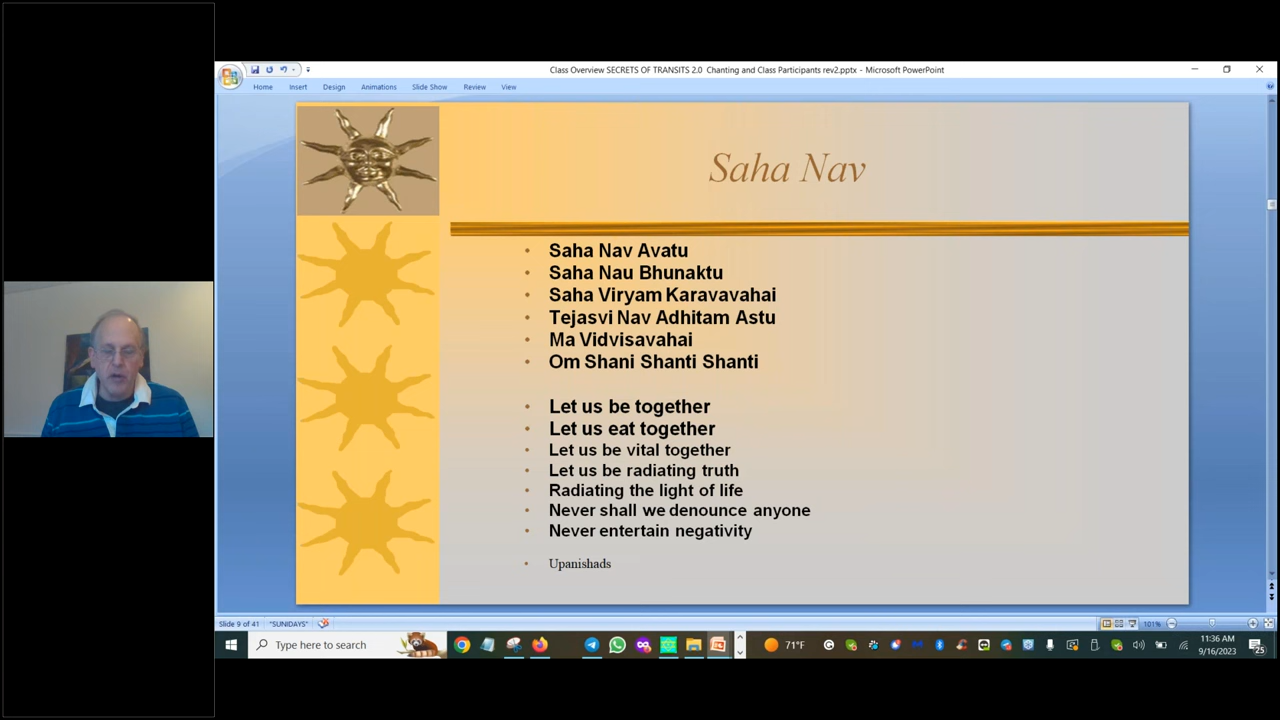 Class Overview SECRETS OF TRANSITS 2.0 Chanting and Class Participants rev2.pptx - Microsoft PowerPoint
Home Insert Design Animations Slide Show Review View
Saha Nav
• Saha Nav Avatu
• Saha Nau Bhunaktu
• Saha Viryam Karavavahai
• Tejasvi Nav Adhitam Astu
• Ma Vidvisavahai
• Om Shani Shanti Shanti
• Let us be together
• Let us eat together
• Let us be vital together
• Let us be radiating truth
• Radiating the light of life
• Never shall we denounce anyone
• Never entertain negativity
• Upanishads
Slide 9 of 41 "SUNIDAYS" 101%
Type here to search 71°F 11:36 AM
9/16/2023 25